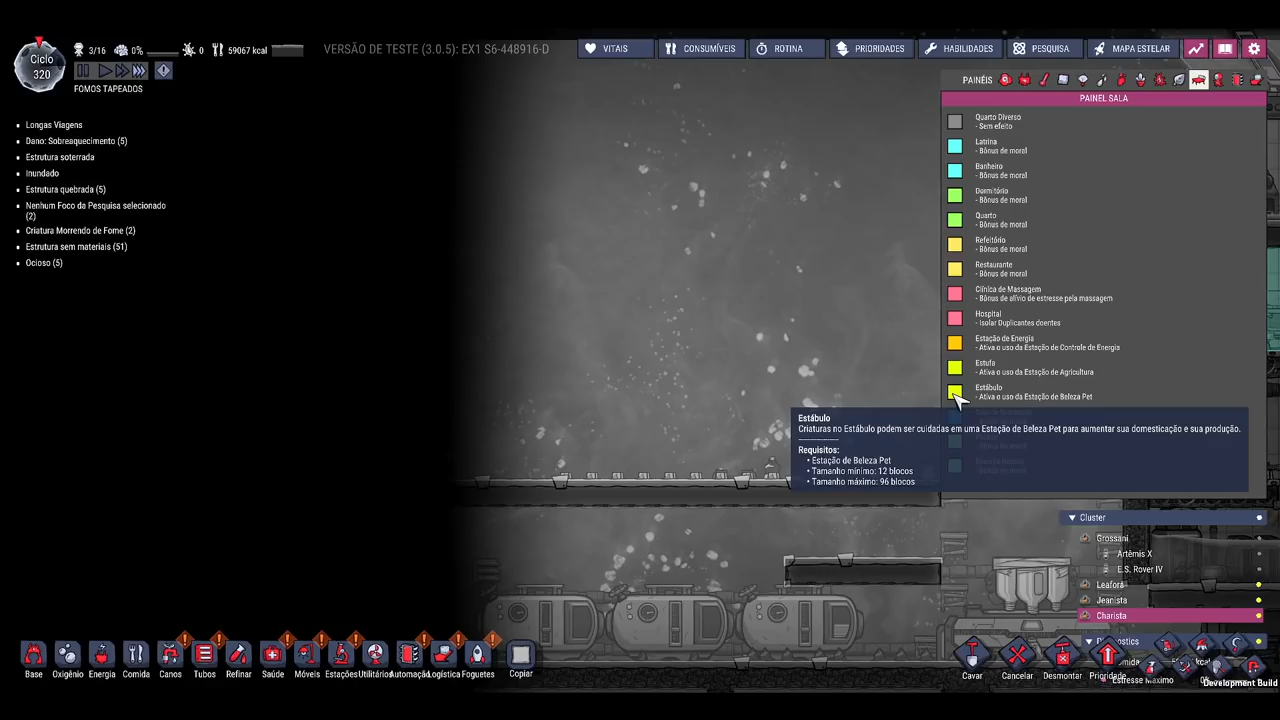 Ciclo
320
3/16
0%
0
59067 kcal
VERSÃO DE TESTE (3.0.5): EX1 S6-448916-D
VITAIS
CONSUMÍVEIS
ROTINA
PRIORIDADES
HABILIDADES
PESQUISA
MAPA ESTELAR
FOMOS TAPEADOS
Longas Viagens
Dano: Sobreaquecimento (5)
Estrutura soterrada
Inundado
Estrutura quebrada (5)
Nenhum Foco da Pesquisa selecionado
(2)
Criatura Morrendo de Fome (2)
Estrutura sem materiais (51)
Ocioso (5)
PAINÉIS
PAINEL SALA
Quarto Diverso
- Sem efeito
Latrina
- Bônus de moral
Banheiro
- Bônus de moral
Dormitório
- Bônus de moral
Quarto
- Bônus de moral
Refeitório
- Bônus de moral
Restaurante
- Bônus de moral
Clínica de Massagem
- Bônus de alívio de estresse pela massagem
Hospital
- Isolar Duplicantes doentes
Estação de Energia
- Ativa o uso da Estação de Controle de Energia
Estufa
- Ativa o uso da Estação de Agricultura
Estábulo
- Ativa o uso da Estação de Beleza Pet
Estábulo
Criaturas no Estábulo podem ser cuidadas em uma Estação de Beleza Pet para aumentar sua domesticação e sua produção.
Requisitos:
• Estação de Beleza Pet
• Tamanho mínimo: 12 blocos
• Tamanho máximo: 96 blocos
Cluster
Grossani
Artêmis X
E.S. Rover IV
Leafora
Jeanista
Charista
Base
Oxigênio
Energia
Comida
Canos
Tubos
Refinar
Saúde
Móveis
Estações
Utilitários
Automação
Logística
Foguetes
Copiar
Cavar
Cancelar
Desmontar
Prioridade
Estresse Máximo
Development Build